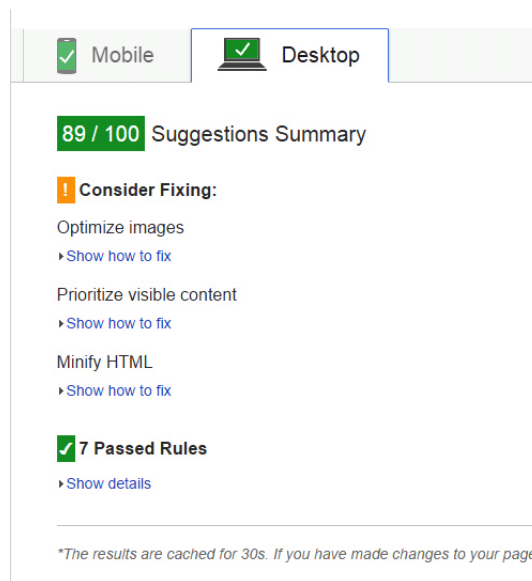 Mobile
Desktop
89 / 100 Suggestions Summary
! Consider Fixing:
Optimize images
Show how to fix
Prioritize visible content
Show how to fix
Minify HTML
Show how to fix
7 Passed Rules
Show details
*The results are cached for 30s. If you have made changes to your page